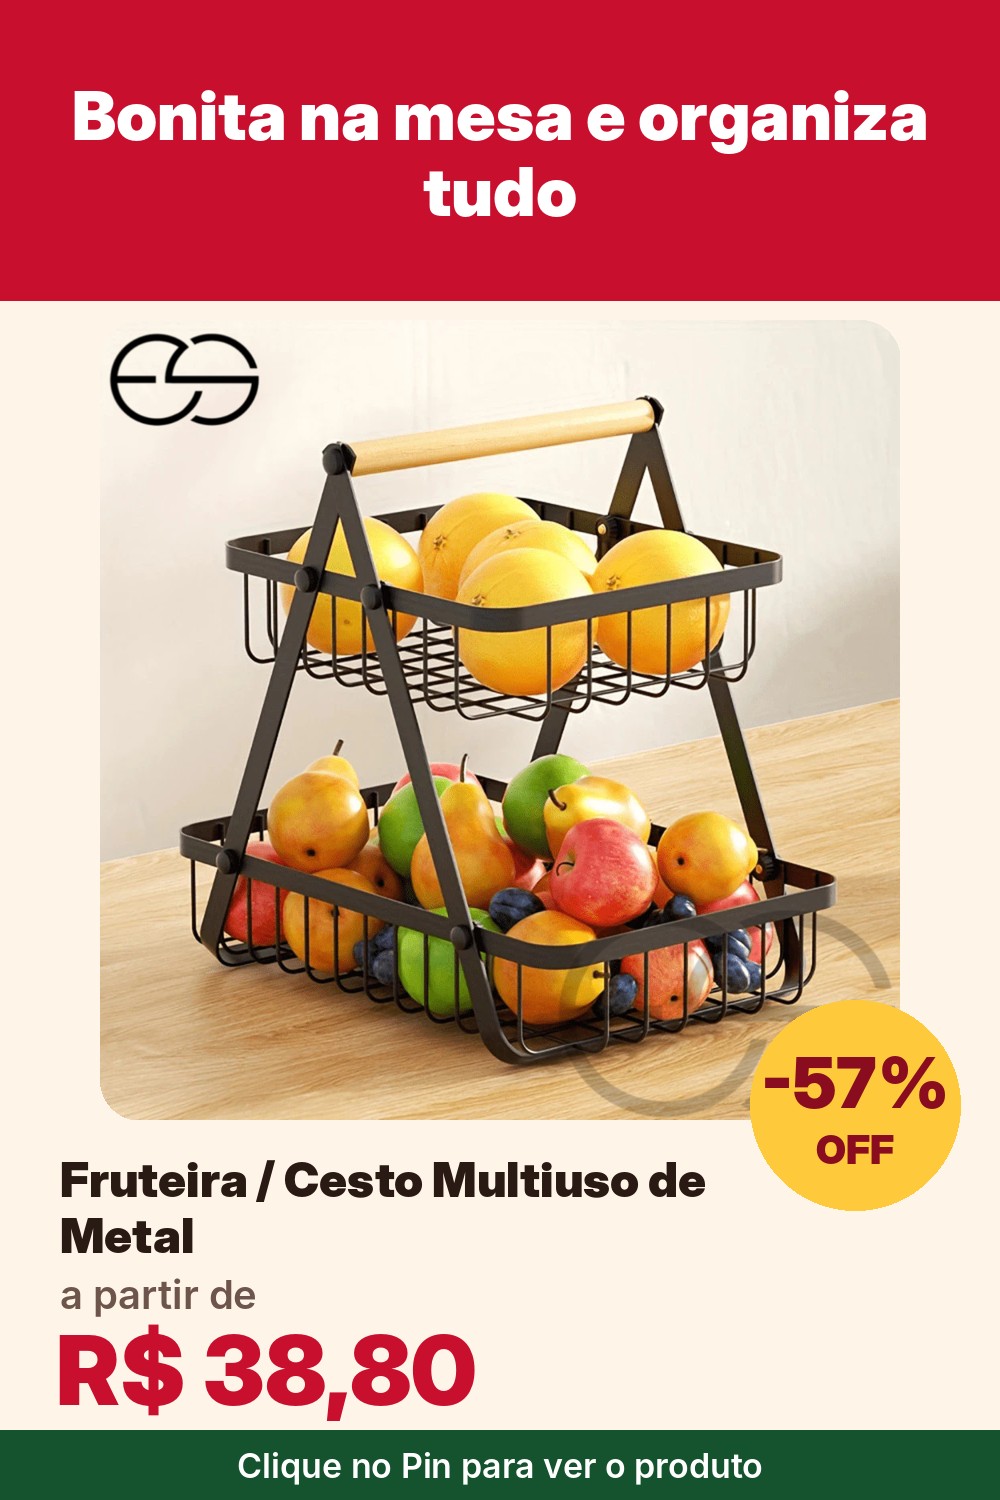 Bonita na mesa e organiza
tudo
-57%
OFF
Fruteira / Cesto Multiuso de
Metal
a partir de
R$ 38,80
Clique no Pin para ver o produto